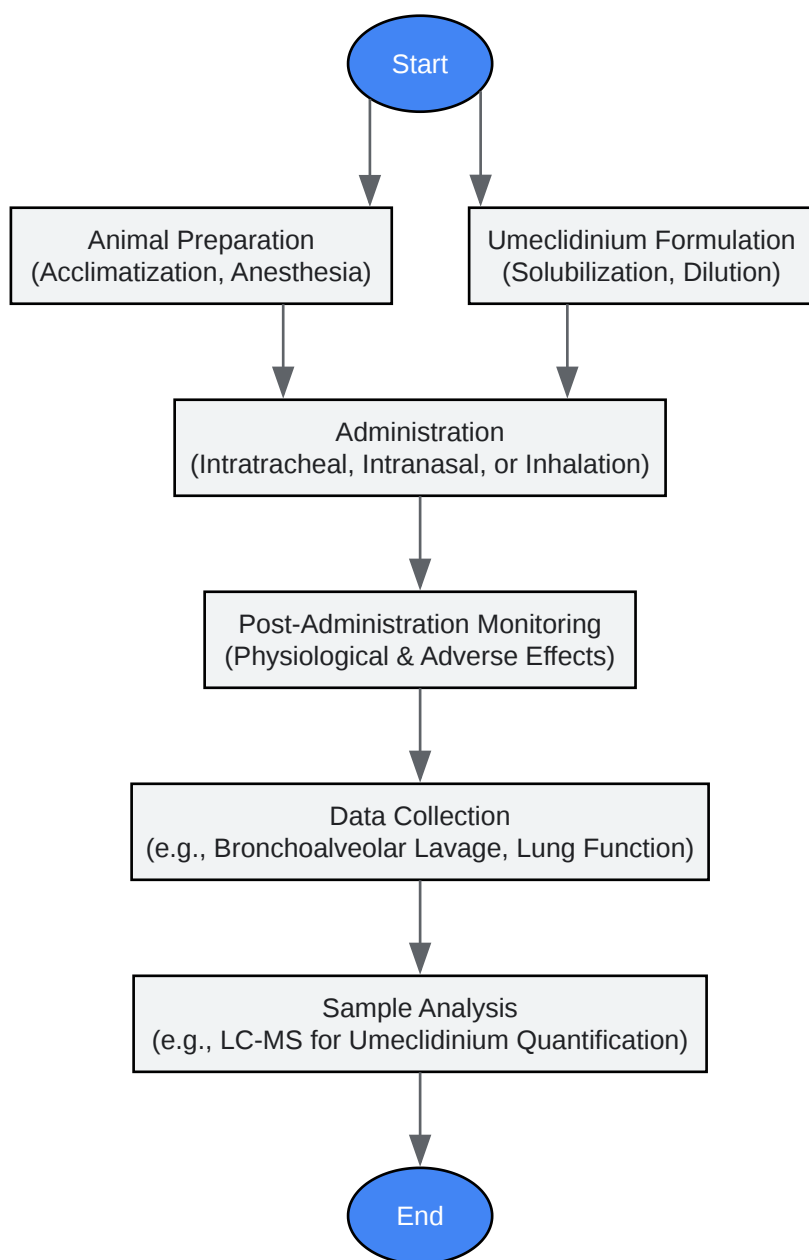 Start
Animal Preparation
(Acclimatization, Anesthesia)
Umeclidinium Formulation
(Solubilization, Dilution)
Administration
(Intratracheal, Intranasal, or Inhalation)
Post-Administration Monitoring
(Physiological & Adverse Effects)
Data Collection
(e.g., Bronchoalveolar Lavage, Lung Function)
Sample Analysis
(e.g., LC-MS for Umeclidinium Quantification)
End